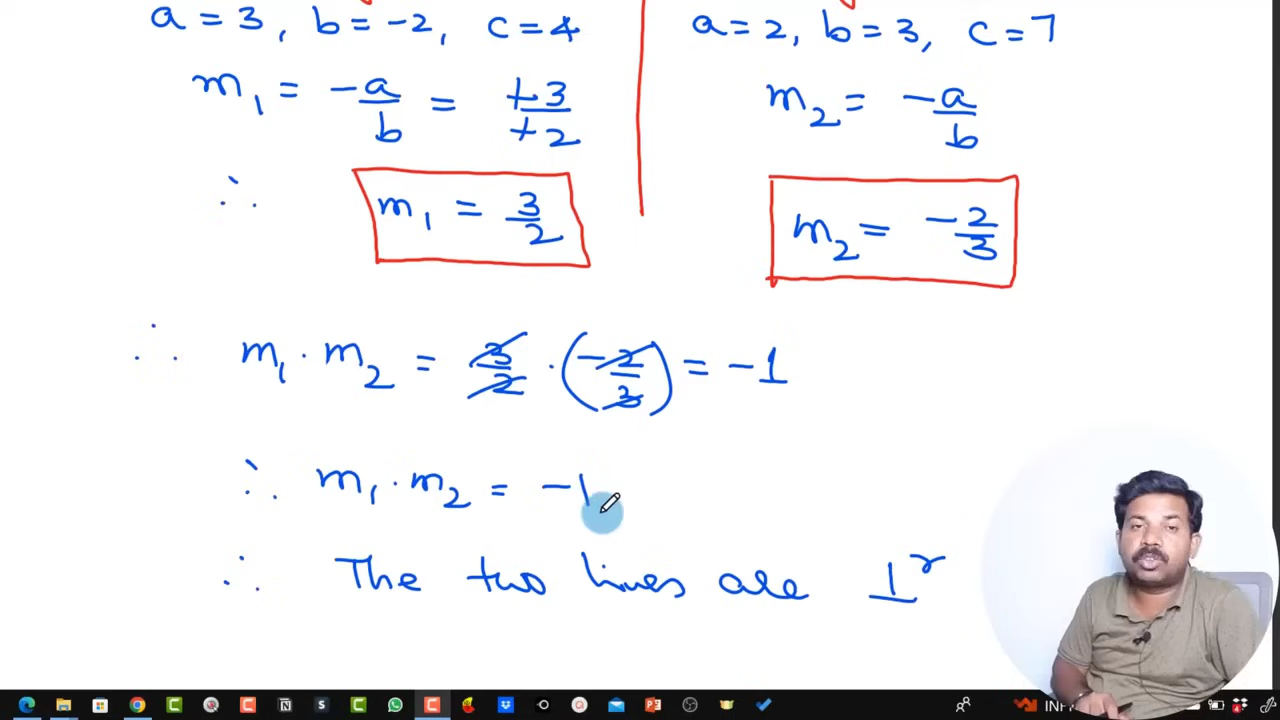 a = 3, b = -2, c = 4
m₁ = -a/b = +3/+2
∴ m₁ = 3/2
a = 2, b = 3, c = 7
m₂ = -a/b
m₂ = -2/3
∴ m₁ · m₂ = 3/2 · (-2/3) = -1
∴ m₁ · m₂ = -1
∴ The two lines are ⊥ʳ
INF